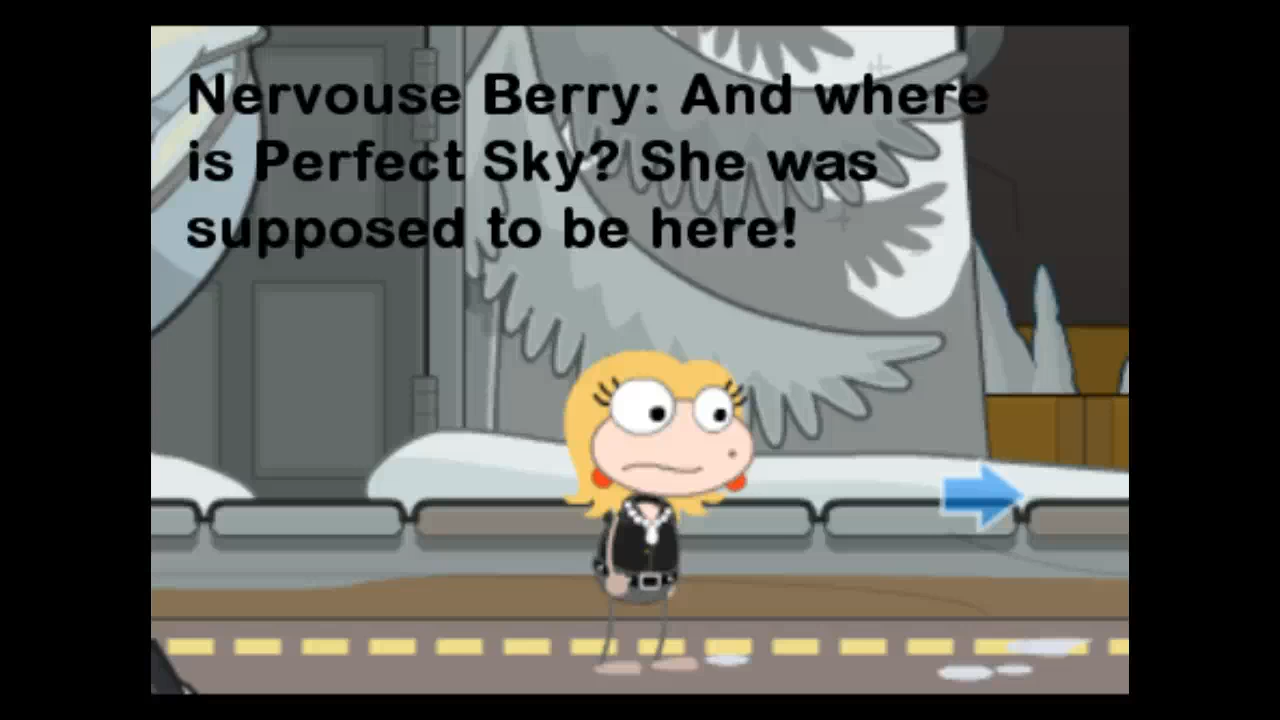 Nervouse Berry: And where
is Perfect Sky? She was
supposed to be here!